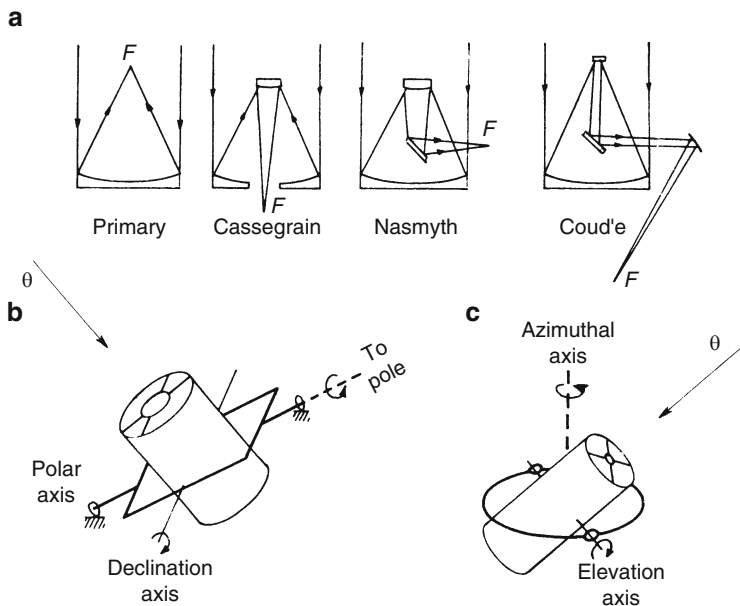 a
F
F
F
F
Primary
Cassegrain
Nasmyth
Coud'e
θ
b
To
pole
Polar
axis
Declination
axis
c
Azimuthal
axis
θ
Elevation
axis